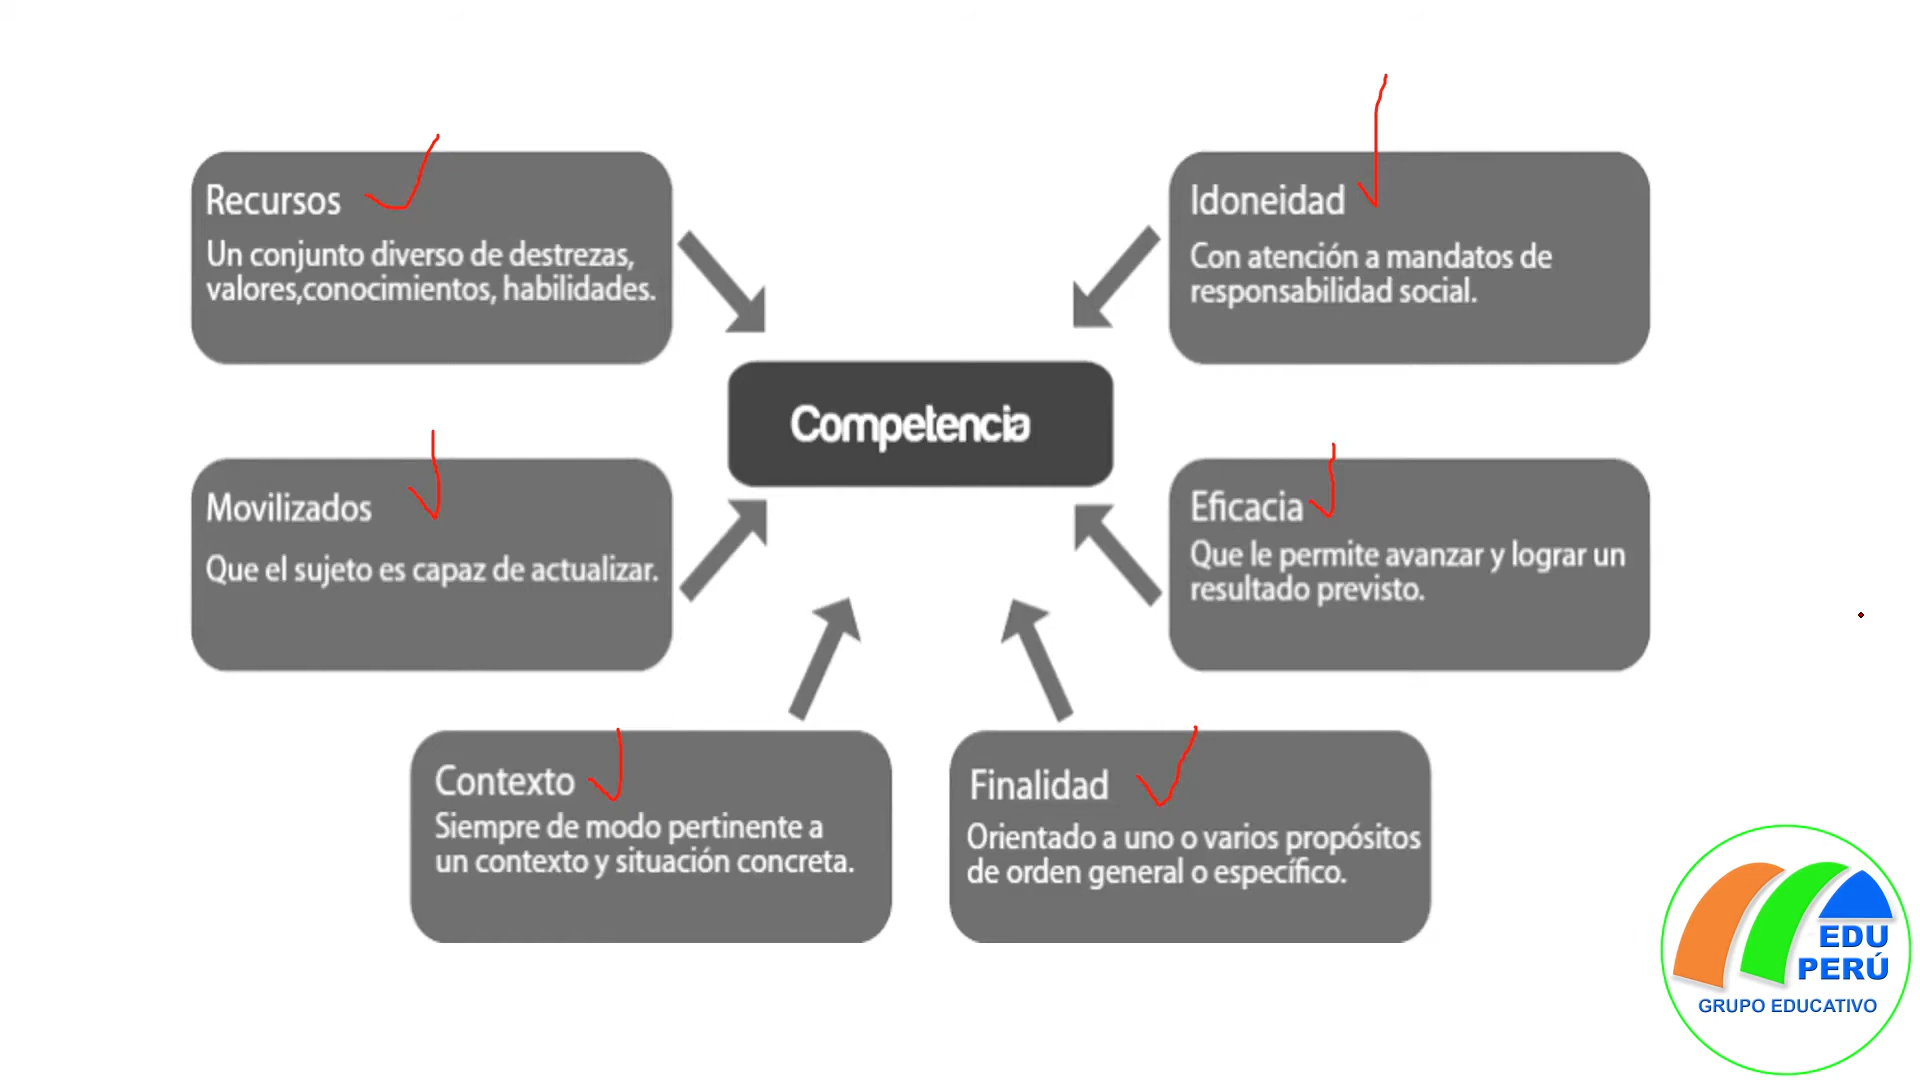 Recursos
Un conjunto diverso de destrezas,
valores,conocimientos, habilidades.
Idoneidad
Con atención a mandatos de
responsabilidad social.
Competencia
Movilizados
Que el sujeto es capaz de actualizar.
Eficacia
Que le permite avanzar y lograr un
resultado previsto.
Contexto
Siempre de modo pertinente a
un contexto y situación concreta.
Finalidad
Orientado a uno o varios propósitos
de orden general o específico.
EDU
PERÚ
GRUPO EDUCATIVO